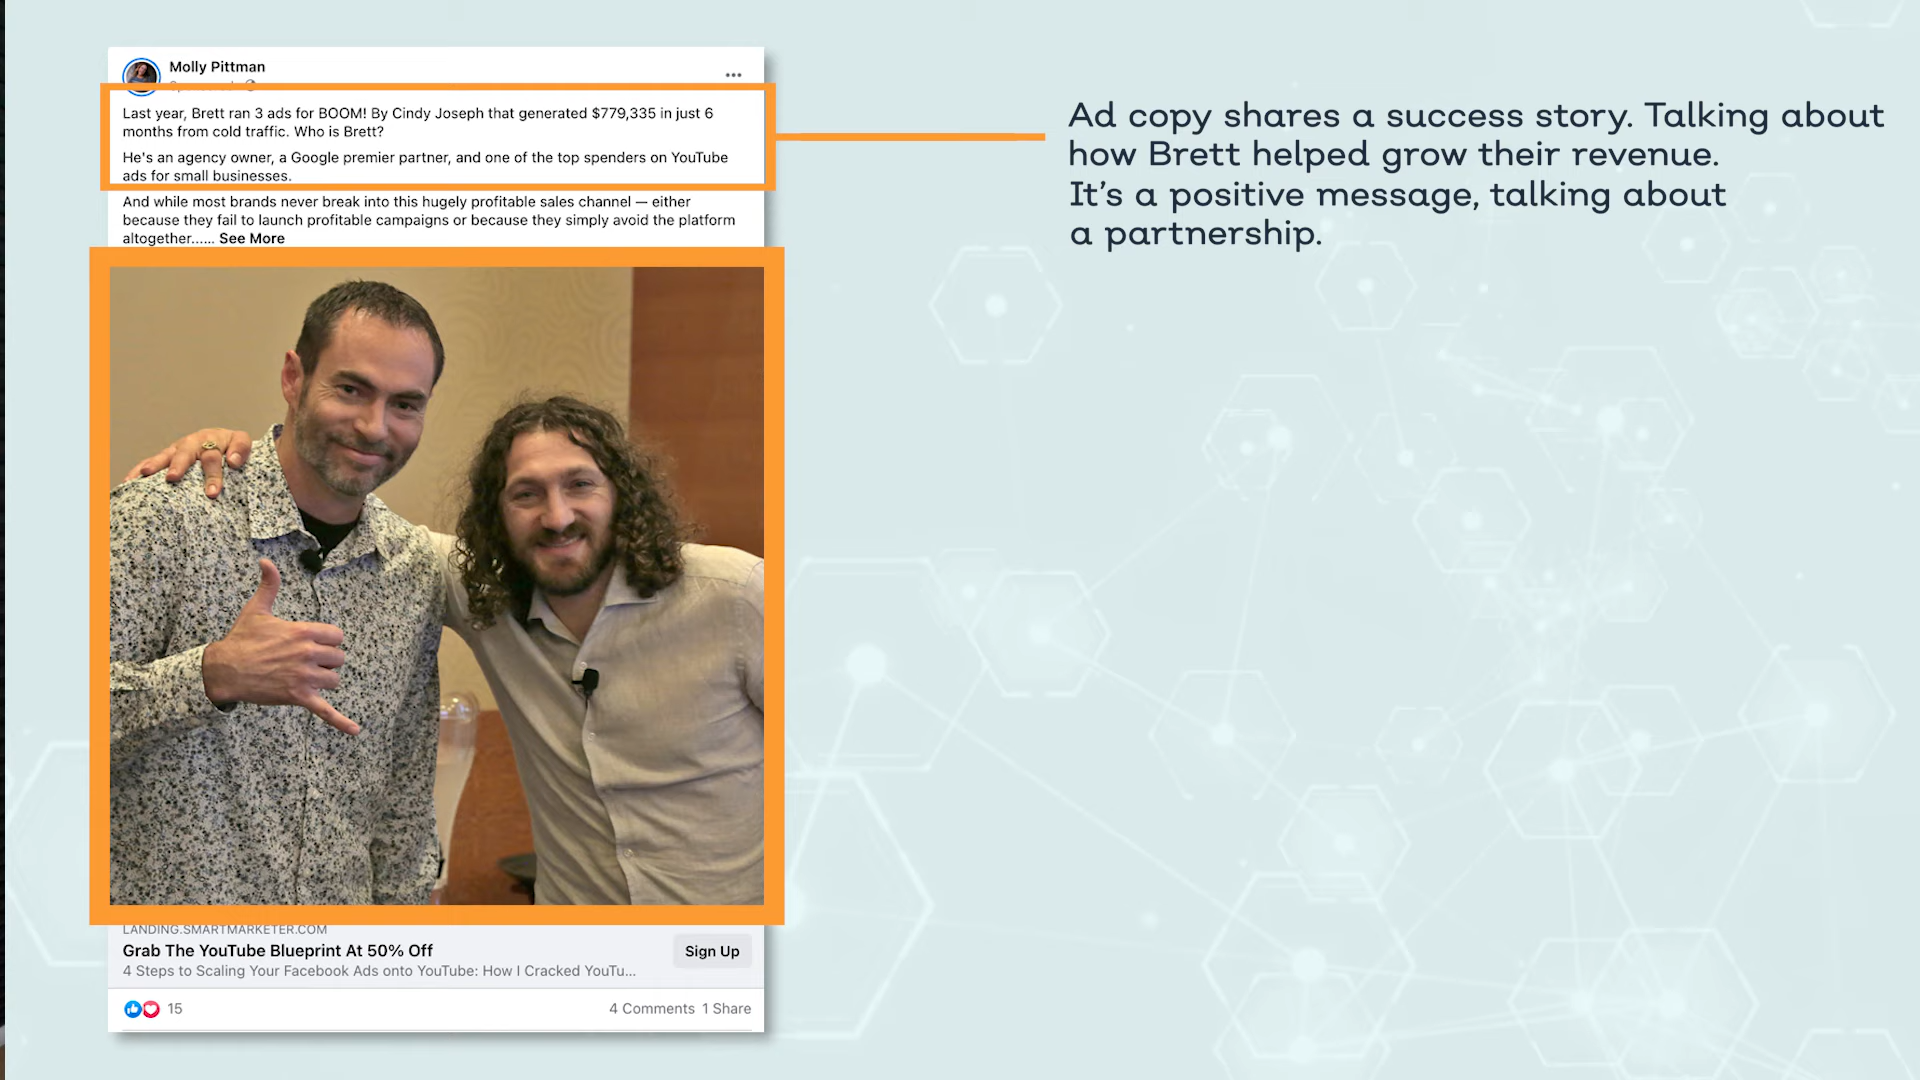 Molly Pittman
Last year, Brett ran 3 ads for BOOM! By Cindy Joseph that generated $779,335 in just 6
months from cold traffic. Who is Brett?
He's an agency owner, a Google premier partner, and one of the top spenders on YouTube
ads for small businesses.
And while most brands never break into this hugely profitable sales channel — either
because they fail to launch profitable campaigns or because they simply avoid the platform
altogether...... See More
LANDING.SMARTMARKETER.COM
Grab The YouTube Blueprint At 50% Off
4 Steps to Scaling Your Facebook Ads onto YouTube: How I Cracked YouTu...
Sign Up
15
4 Comments 1 Share
Ad copy shares a success story. Talking about
how Brett helped grow their revenue.
It's a positive message, talking about
a partnership.